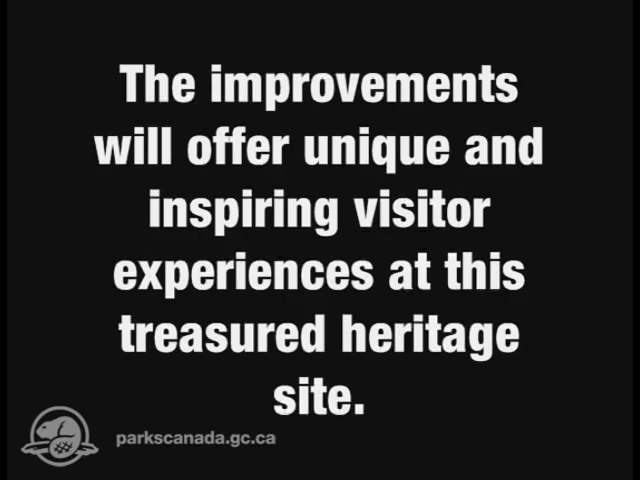 The improvements
will offer unique and
inspiring visitor
experiences at this
treasured heritage
site.
parkscanada.gc.ca